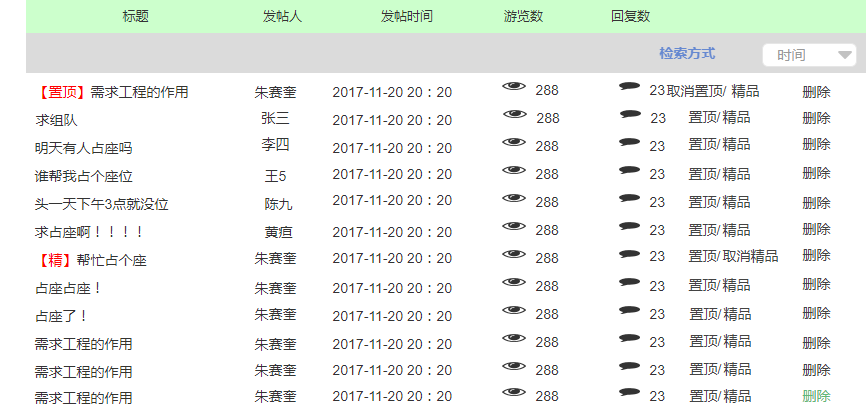 标题 发帖人 发帖时间 游览数 回复数
检索方式 时间
【置顶】需求工程的作用 朱赛奎 2017-11-20 20：20 288 23 取消置顶/ 精品 删除
求组队 张三 2017-11-20 20：20 288 23 置顶/精品 删除
明天有人占座吗 李四 2017-11-20 20：20 288 23 置顶/精品 删除
谁帮我占个座位 王5 2017-11-20 20：20 288 23 置顶/精品 删除
头一天下午3点就没位 陈九 2017-11-20 20：20 288 23 置顶/精品 删除
求占座啊！！！！ 黄疸 2017-11-20 20：20 288 23 置顶/精品 删除
【精】帮忙占个座 朱赛奎 2017-11-20 20：20 288 23 置顶/取消精品 删除
占座占座！ 朱赛奎 2017-11-20 20：20 288 23 置顶/精品 删除
占座了！ 朱赛奎 2017-11-20 20：20 288 23 置顶/精品 删除
需求工程的作用 朱赛奎 2017-11-20 20：20 288 23 置顶/精品 删除
需求工程的作用 朱赛奎 2017-11-20 20：20 288 23 置顶/精品 删除
需求工程的作用 朱赛奎 2017-11-20 20：20 288 23 置顶/精品 删除